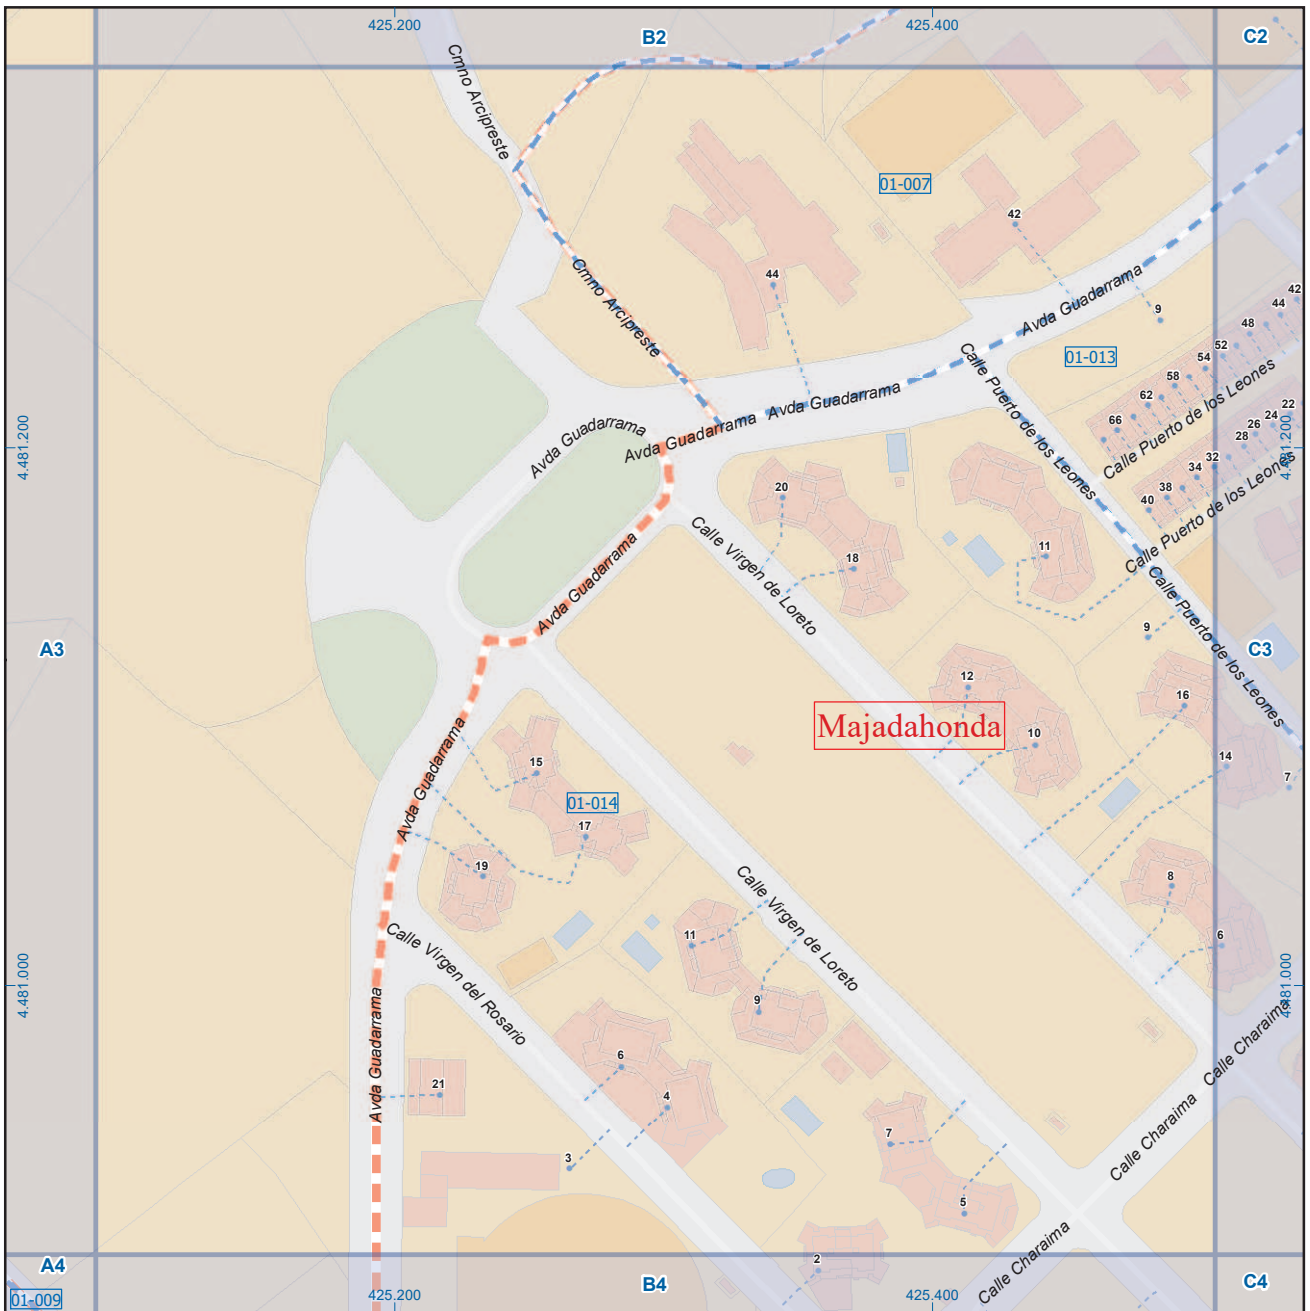 425.200
425.400
B2
C2
Cmno Arcipreste
01-007
42
44
Cmno Arcipreste
Avda Guadarrama
9
42
44
48
52
54
58
62
66
01-013
Calle Puerto de los Leones
Calle Puerto de los Leones
Avda Guadarrama
Avda Guadarrama
Avda Guadarrama
22
24
26
28
32
34
38
40
Calle Puerto de los Leones
4.481.200
4.481.200
20
18
11
Calle Virgen de Loreto
Avda Guadarrama
Calle Puerto de los Leones
9
A3
C3
12
10
16
14
7
Majadahonda
Avda Guadarrama
15
01-014
17
19
8
6
Calle Virgen de Loreto
11
9
Calle Virgen del Rosario
4.481.000
4.481.000
Avda Guadarrama
21
6
4
3
7
5
Calle Charaima
Calle Charaima
Calle Charaima
A4
01-009
2
B4
C4
425.200
425.400